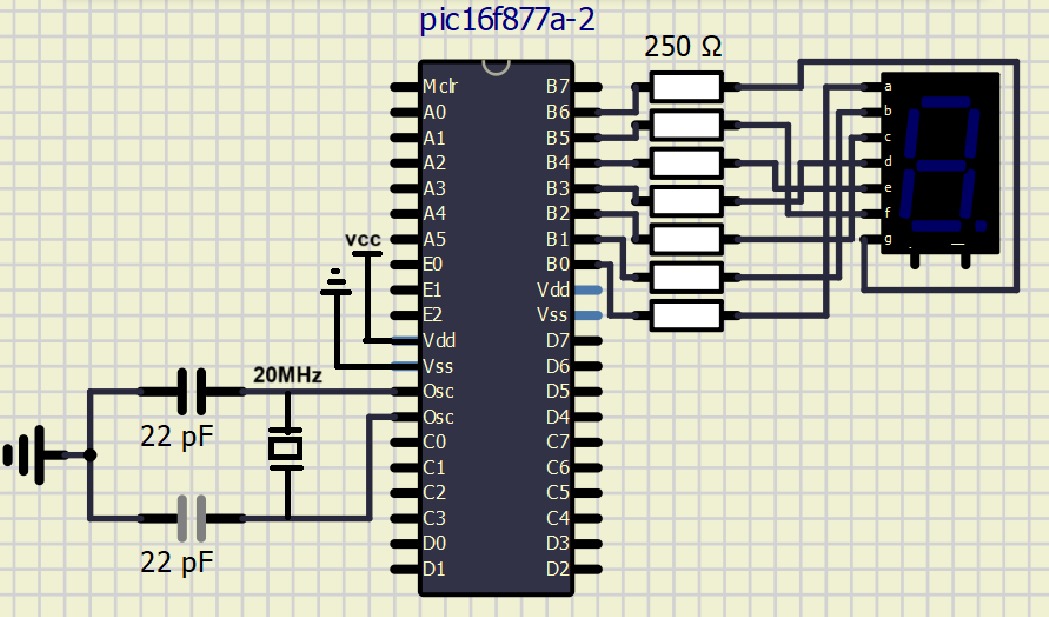 pic16f877a-2
250 Ω
Mclr B7
A0 B6
A1 B5
A2 B4
A3 B3
A4 B2
A5 B1
E0 B0
E1 Vdd
E2 Vss
Vdd D7
Vss D6
Osc D5
Osc D4
C0 C7
C1 C6
C2 C5
C3 C4
D0 D3
D1 D2
a
b
c
d
e
f
g
vcc
20MHz
22 pF
22 pF